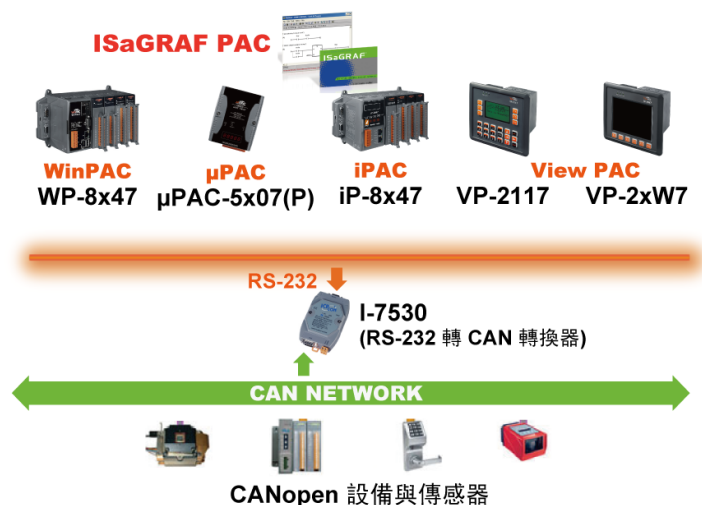 ISaGRAF PAC
ISaGRAF
WinPAC
WP-8x47
µPAC
µPAC-5x07(P)
iPAC
iP-8x47
View PAC
VP-2117
VP-2xW7
RS-232
I-7530
(RS-232 轉 CAN 轉換器)
CAN NETWORK
CANopen 設備與傳感器